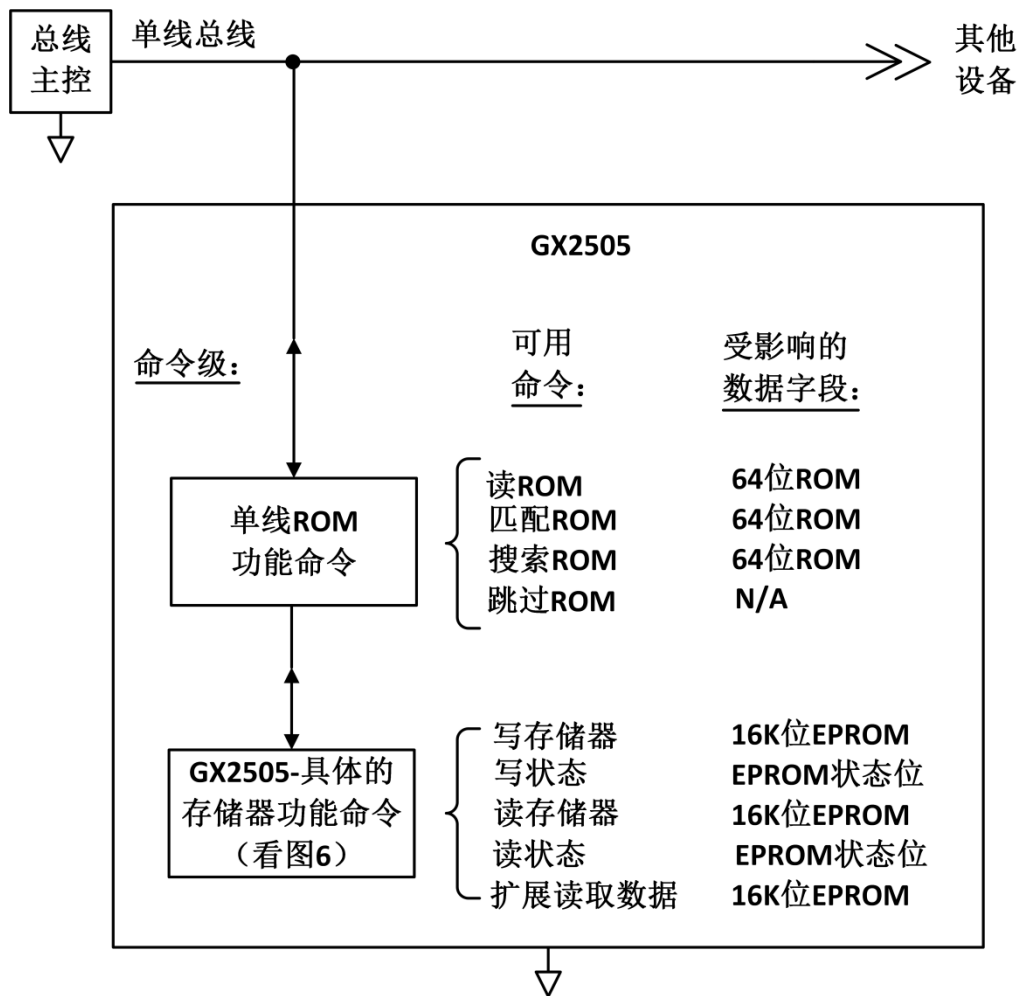 总线
主控
单线总线
其他
设备
GX2505
命令级：
可用
命令：
受影响的
数据字段：
单线ROM
功能命令
读ROM 64位ROM
匹配ROM 64位ROM
搜索ROM 64位ROM
跳过ROM N/A
GX2505-具体的
存储器功能命令
（看图6）
写存储器 16K位EPROM
写状态 EPROM状态位
读存储器 16K位EPROM
读状态 EPROM状态位
扩展读取数据 16K位EPROM